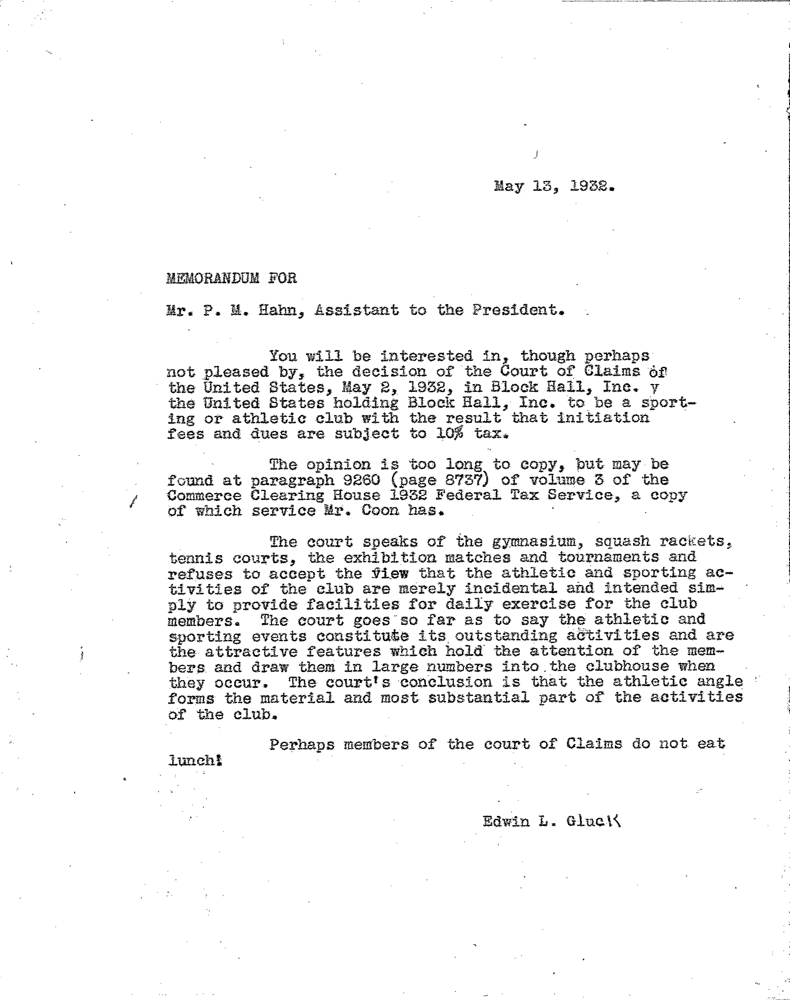 May 13, 1932.
MEMORANDUM FOR
Mr. P. M. Hahn, Assistant to the President.
You will be interested in, though perhaps
not pleased by, the decision of the Court of Claims of
the United States, May 2, 1932, in Block Hall, Inc. v
the United States holding Block Hall, Inc. to be a sport-
ing or athletic club with the result that initiation
fees and dues are subject to 10% tax.
The opinion is too long to copy, but may be
found at paragraph 9260 (page 8737) of volume 3 of the
Commerce Clearing House 1932 Federal Tax Service, a copy
of which service Mr. Coon has.
The court speaks of the gymnasium, squash rackets,
tennis courts, the exhibition matches and tournaments and
refuses to accept the view that the athletic and sporting ac-
tivities of the club are merely incidental and intended sim-
ply to provide facilities for daily exercise for the club
members. The court goes so far as to say the athletic and
sporting events constitute its outstanding activities and are
the attractive features which hold the attention of the mem-
bers and draw them in large numbers into the clubhouse when
they occur. The court's conclusion is that the athletic angle
forms the material and most substantial part of the activities
of the club.
Perhaps members of the court of Claims do not eat
lunch!
Edwin L. Gluck